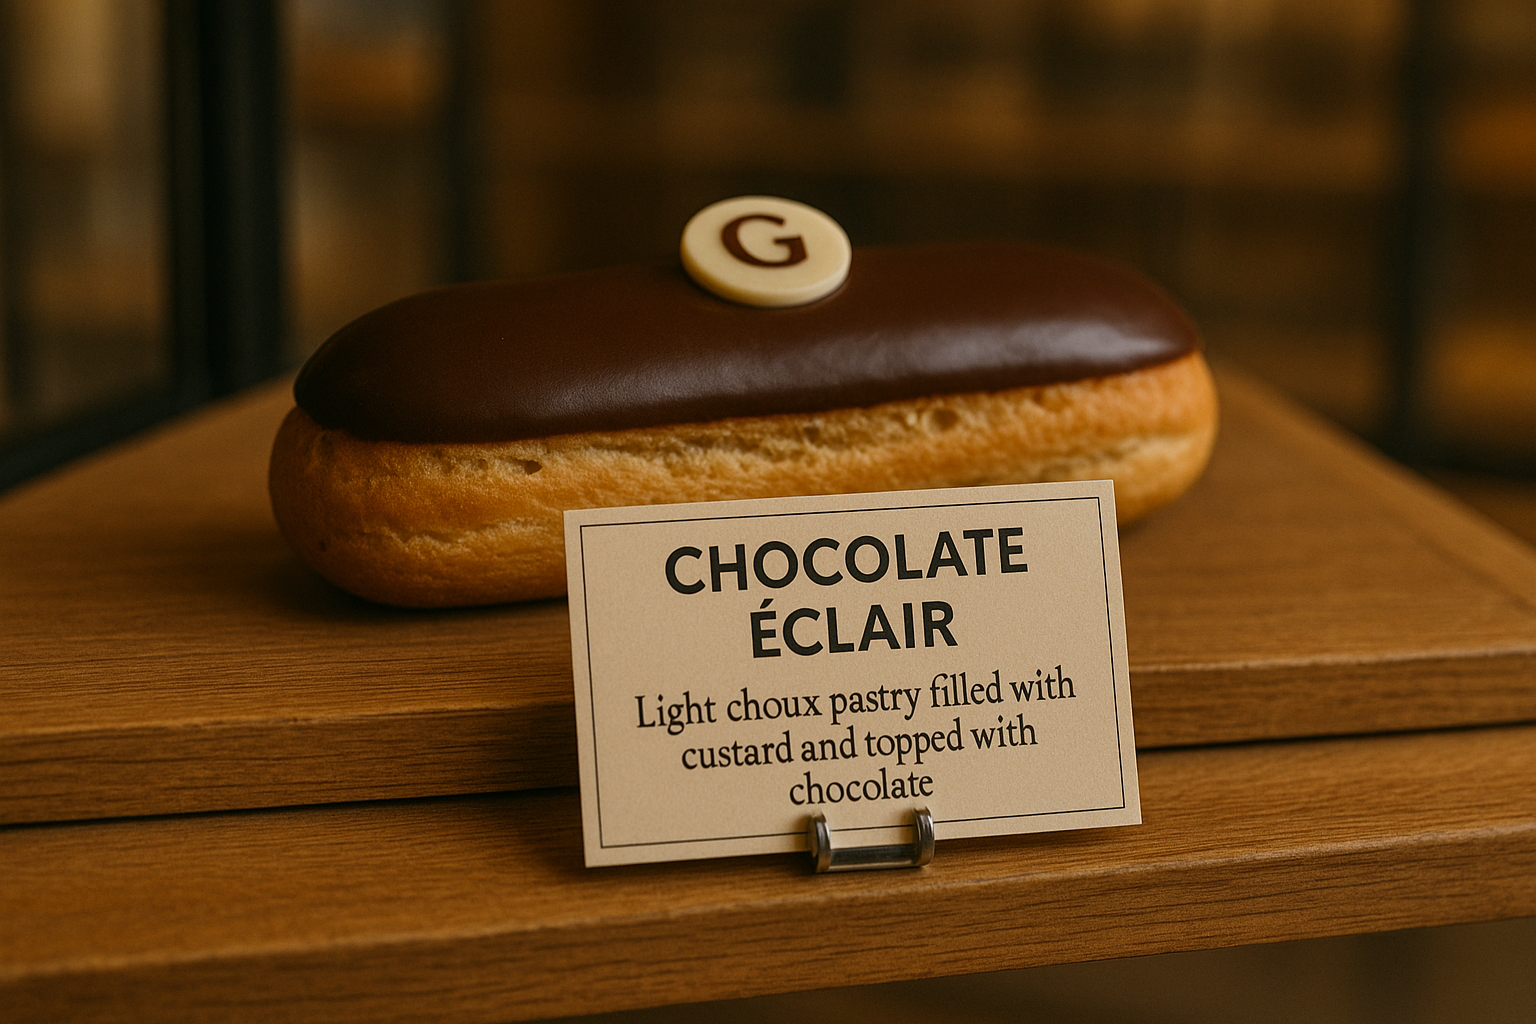 G
CHOCOLATE
ÉCLAIR
Light choux pastry filled with
custard and topped with
chocolate